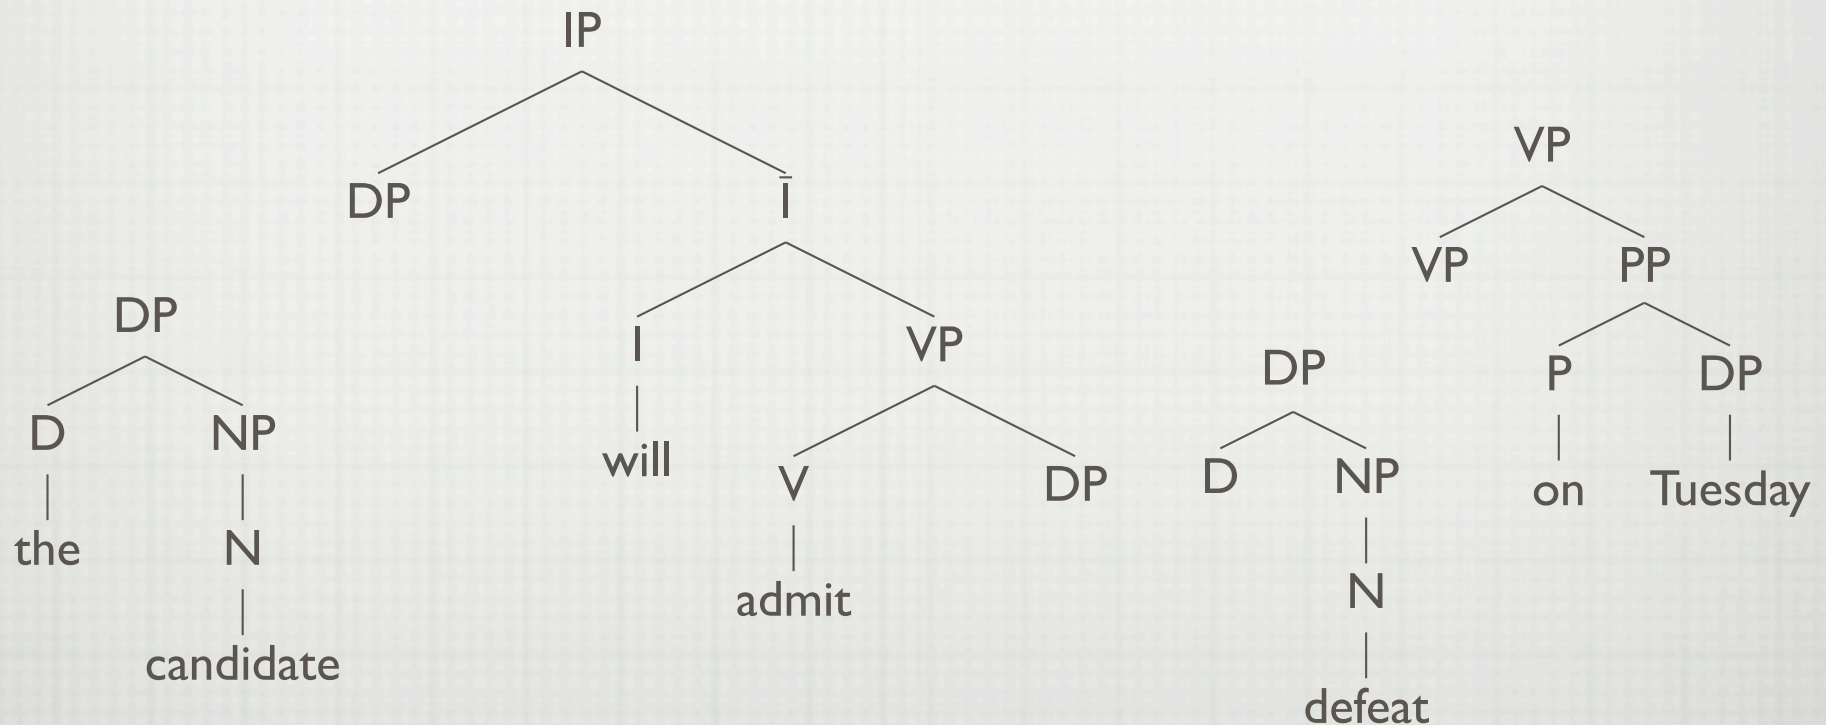 IP
VP
DP Ī
VP PP
DP
I VP
DP
P DP
D NP
will
V DP
D NP
on Tuesday
the N
admit
N
candidate
defeat